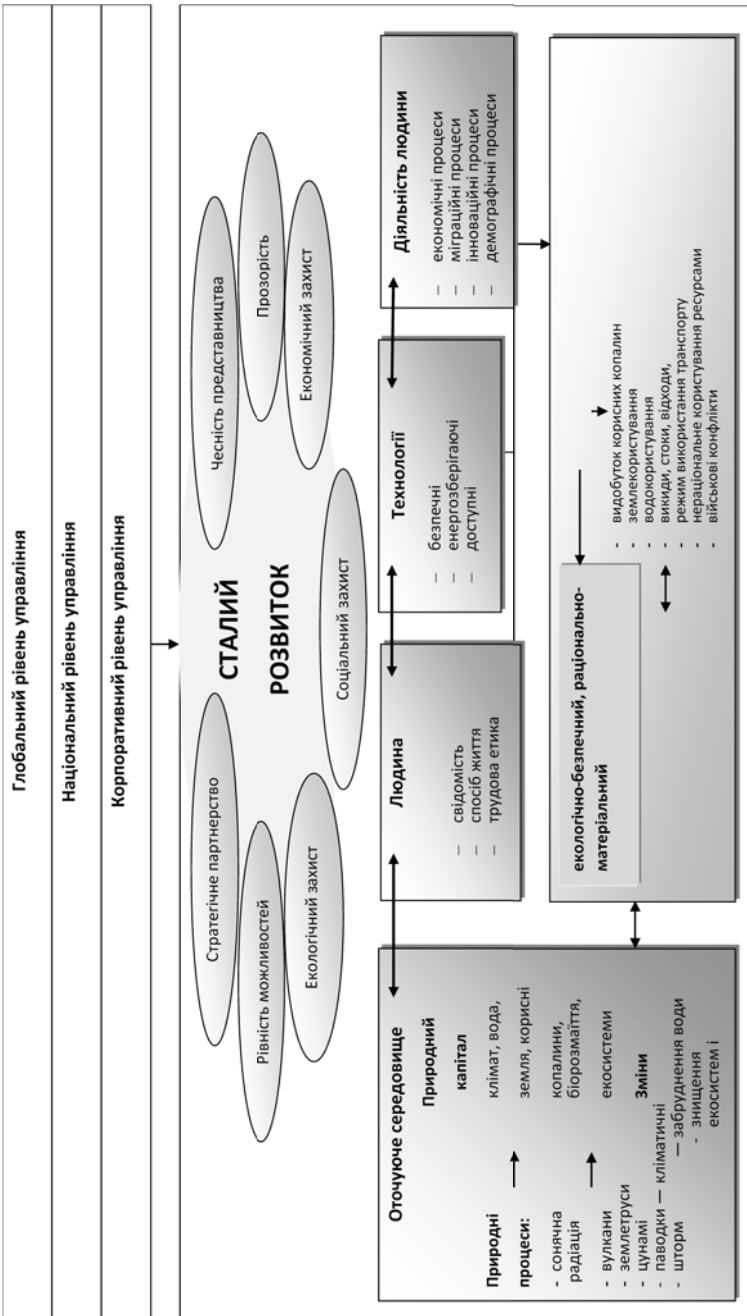 Глобальний рівень управління
Національний рівень управління
Корпоративний рівень управління
СТАЛИЙ
РОЗВИТОК
Стратегічне партнерство
Рівність можливостей
Екологічний захист
Соціальний захист
Чесність представництва
Прозорість
Економічний захист
Оточуюче середовище
Природні
процеси:
- сонячна
радіація
- вулкани
- землетруси
- цунамі
- паводки — кліматичні
- шторм — забруднення води
- знищення
екосистем і
Природний
капітал
клімат, вода,
земля, корисні
копалини,
біорозмаїття,
екосистеми
Зміни
Людина
— свідомість
— спосіб життя
— трудова етика
Технології
— безпечні
— енергозберігаючі
— доступні
Діяльність людини
— економічні процеси
— міграційні процеси
— інноваційні процеси
— демографічні процеси
екологічно-безпечний, раціонально-
матеріальний
- видобуток корисних копалин
- землекористування
- водокористування
- викиди, стоки, відходи,
- режим використання транспорту
- нераціональне користування ресурсами
- військові конфлікти